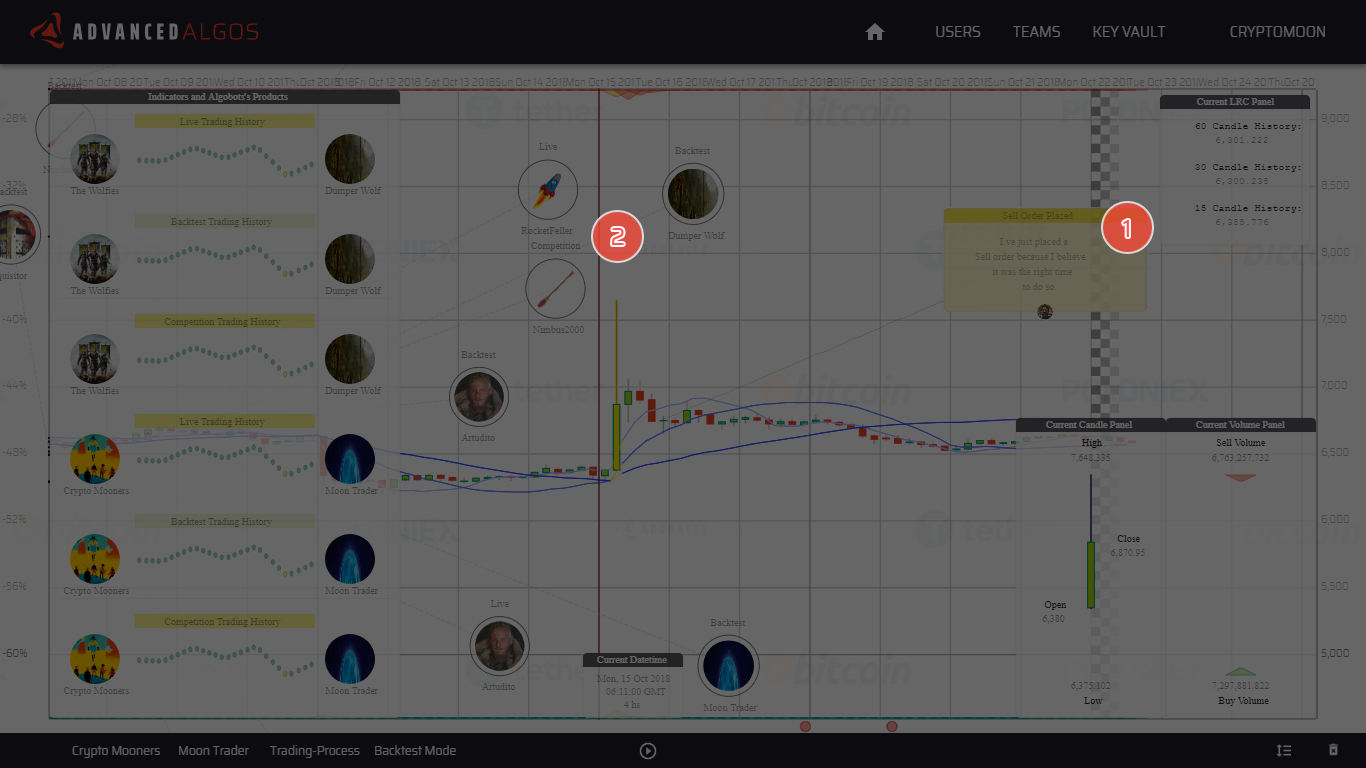 ADVANCEDALGOS
USERS
TEAMS
KEY VAULT
CRYPTOMOON
Mon Oct 08 20
Tue Oct 09 201
Wed Oct 10 201
Fri Oct 12 2018
Sat Oct 13 2018
Sun Oct 14 2018
Mon Oct 15 201
Tue Oct 16 2018
Wed Oct 17 2018
Thu Oct 2018
Fri Oct 19 2018
Sat Oct 20 2018
Sun Oct 21 2018
Mon Oct 22 201
Tue Oct 23 201
Wed Oct 24 20
Thu Oct 20
Indicators and Algobots's Products
Live Trading History
The Wolfies
Dumper Wolf
Backtest Trading History
The Wolfies
Dumper Wolf
Competition Trading History
The Wolfies
Dumper Wolf
Live Trading History
Crypto Mooners
Moon Trader
Backtest Trading History
Crypto Mooners
Moon Trader
Competition Trading History
Crypto Mooners
Moon Trader
Backtest
quisitor
-28%
-32%
-40%
-44%
-48%
-52%
-56%
-60%
Live
RocketFeller
Competition
Nimbus2000
Backtest
Dumper Wolf
Backtest
Artudito
Live
Artudito
Backtest
Moon Trader
2
1
Sell Order Placed
I've just placed a
Sell order because I believe
it was the right time
to do so.
tether
bitcoin
POLONIEX
Current LRC Panel
60 Candle History:
6,301.222
30 Candle History:
6,300.235
15 Candle History:
6,355.776
9,000
8,500
8,000
7,500
7,000
6,500
6,000
5,500
5,000
Current Candle Panel
High
7,648.335
Close
6,870.95
Open
6,380
6,375.102
Low
Current Volume Panel
Sell Volume
6,763,257.732
7,297,881.822
Buy Volume
Current Datetime
Mon, 15 Oct 2018
06:11:00 GMT
4 hs
Crypto Mooners
Moon Trader
Trading-Process
Backtest Mode